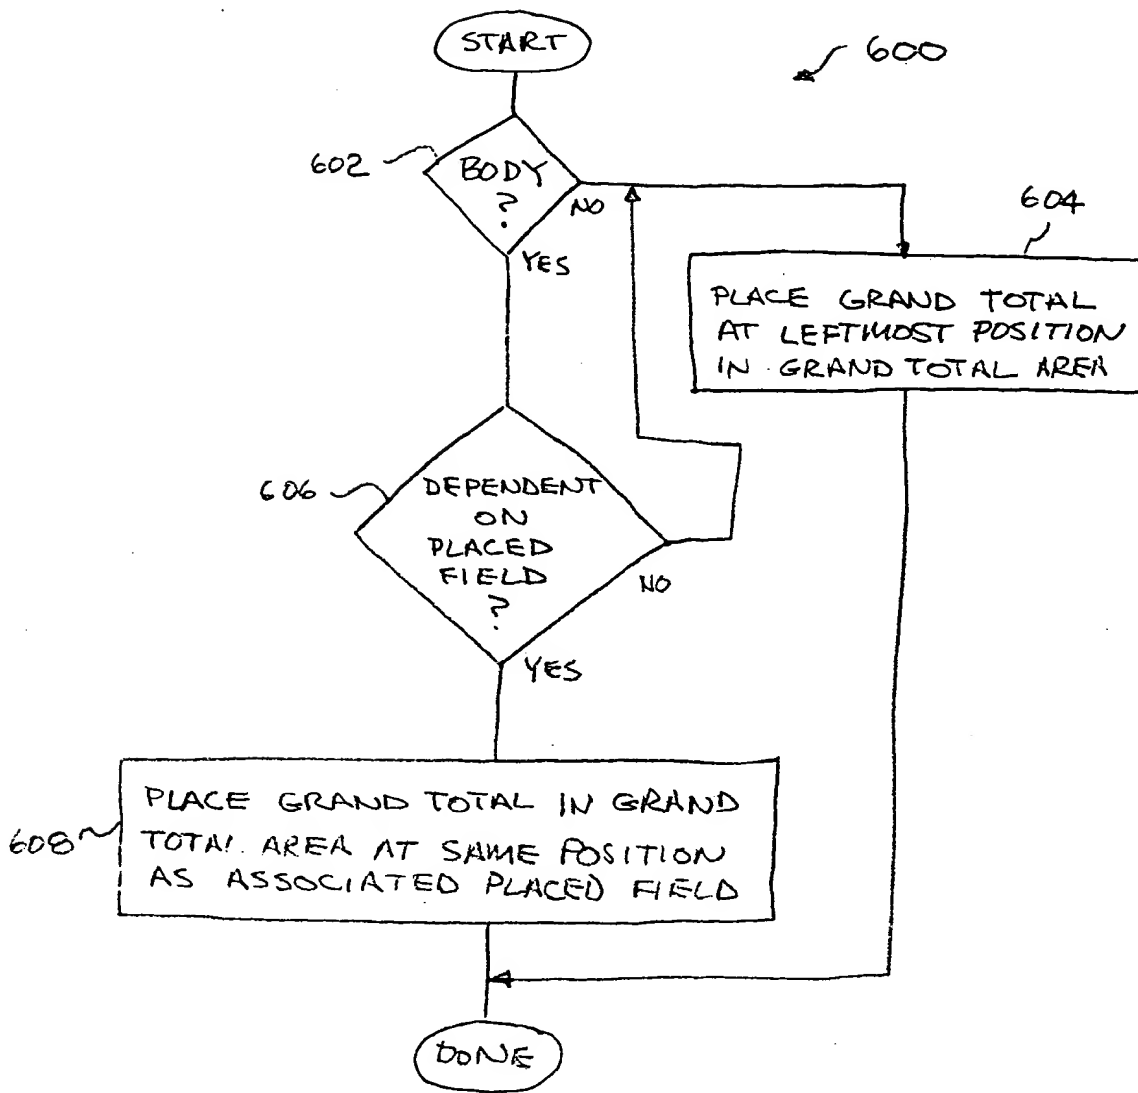 START
600
602
BODY
?
NO
YES
604
PLACE GRAND TOTAL
AT LEFTMOST POSITION
IN GRAND TOTAL AREA
606
DEPENDENT
ON
PLACED
FIELD
?
NO
YES
608
PLACE GRAND TOTAL IN GRAND
TOTAL AREA AT SAME POSITION
AS ASSOCIATED PLACED FIELD
DONE